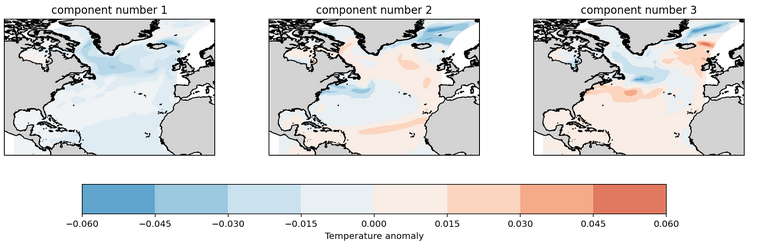 component number 1
component number 2
component number 3
−0.060 −0.045 −0.030 −0.015 0.000 0.015 0.030 0.045 0.060
Temperature anomaly